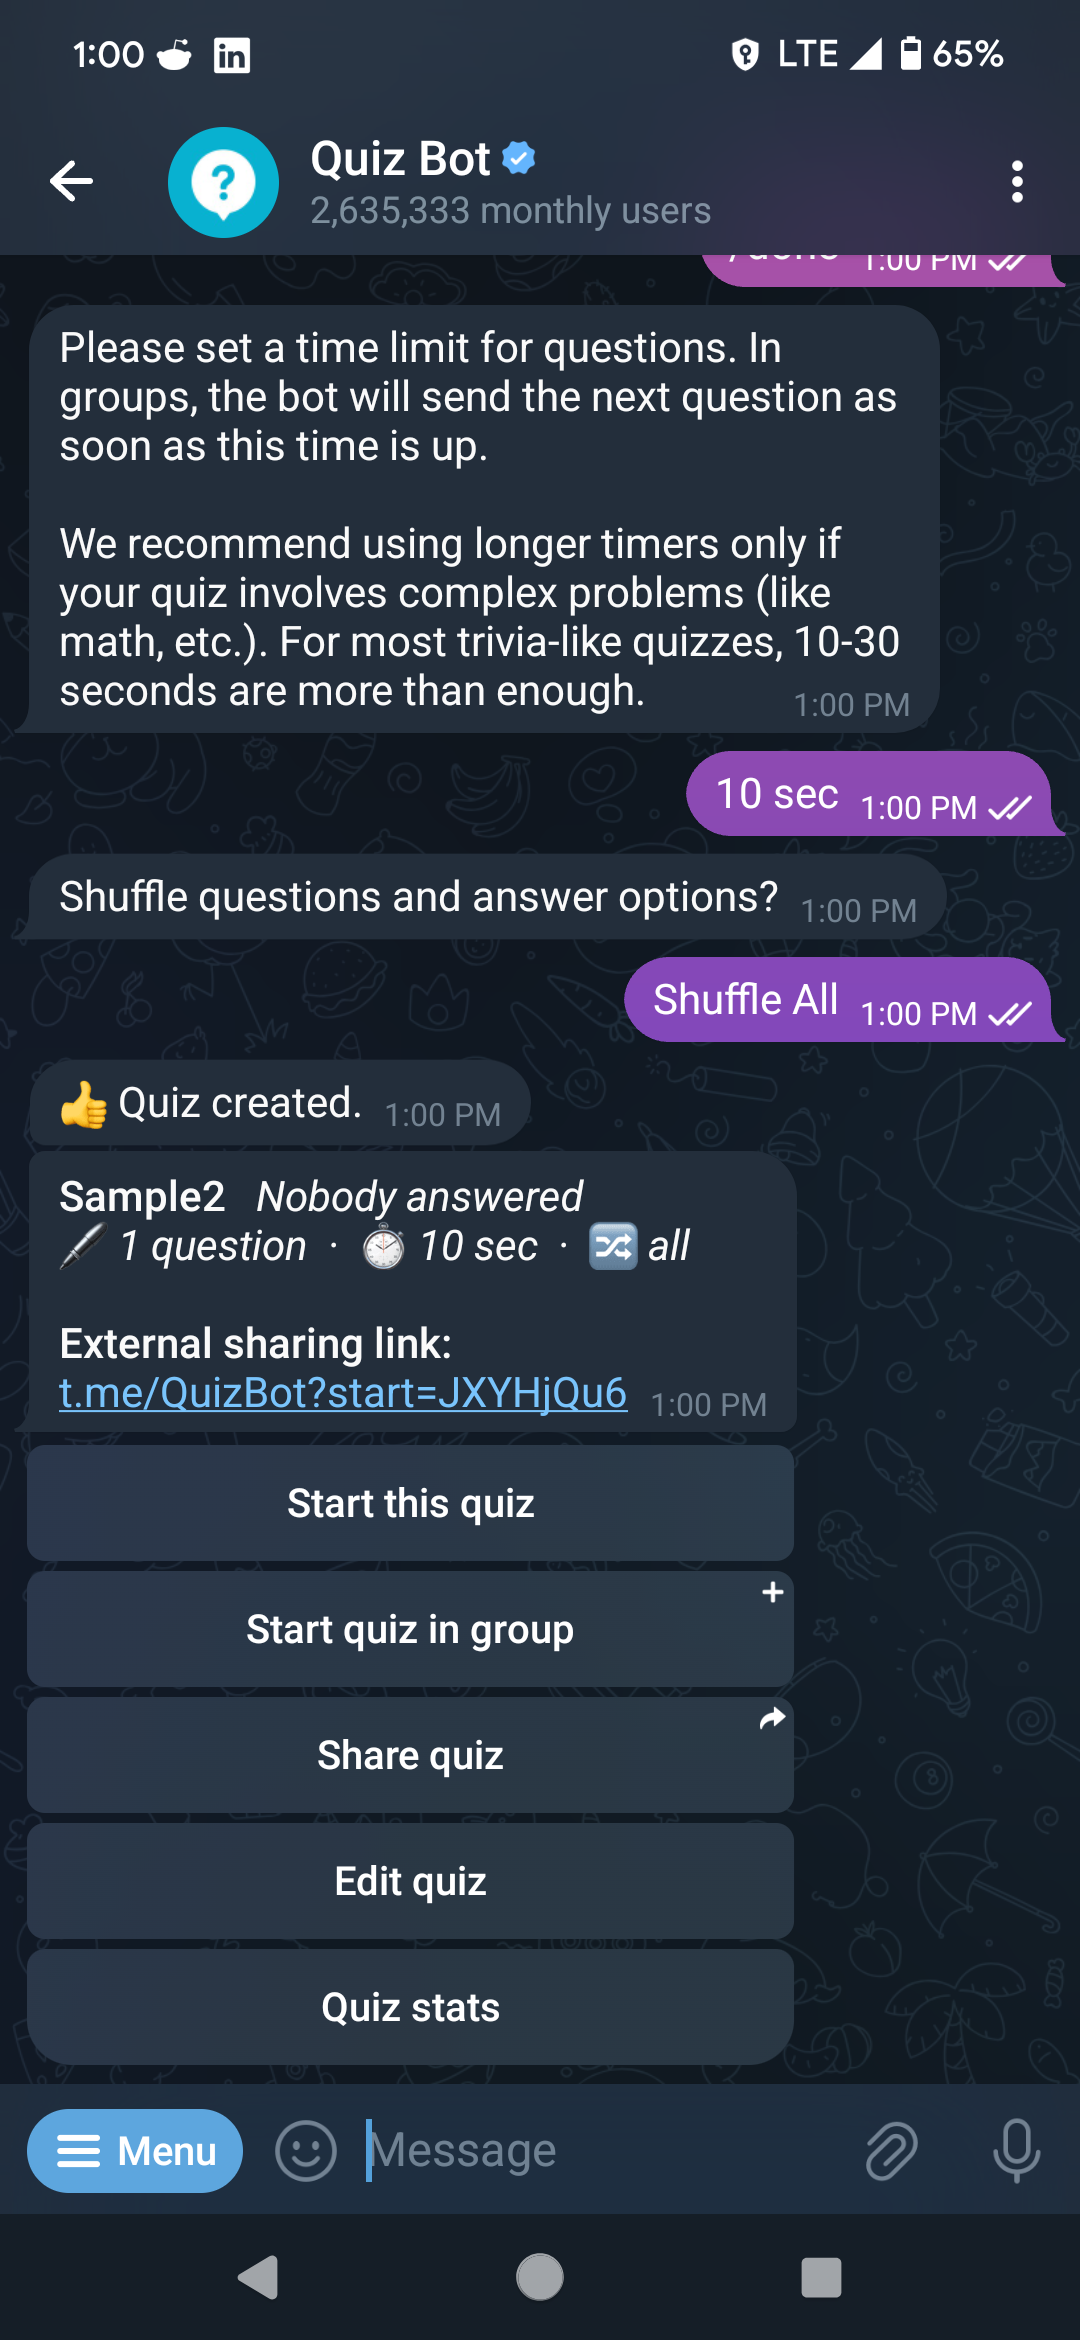 1:00 in LTE 65%
Quiz Bot
2,635,333 monthly users
1:00 PM
Please set a time limit for questions. In
groups, the bot will send the next question as
soon as this time is up.
We recommend using longer timers only if
your quiz involves complex problems (like
math, etc.). For most trivia-like quizzes, 10-30
seconds are more than enough. 1:00 PM
10 sec 1:00 PM
Shuffle questions and answer options? 1:00 PM
Shuffle All 1:00 PM
👍 Quiz created. 1:00 PM
Sample2 Nobody answered
🖋 1 question · ⏱ 10 sec · 🔀 all
External sharing link:
t.me/QuizBot?start=JXYHjQu6 1:00 PM
Start this quiz
Start quiz in group
Share quiz
Edit quiz
Quiz stats
Menu Message